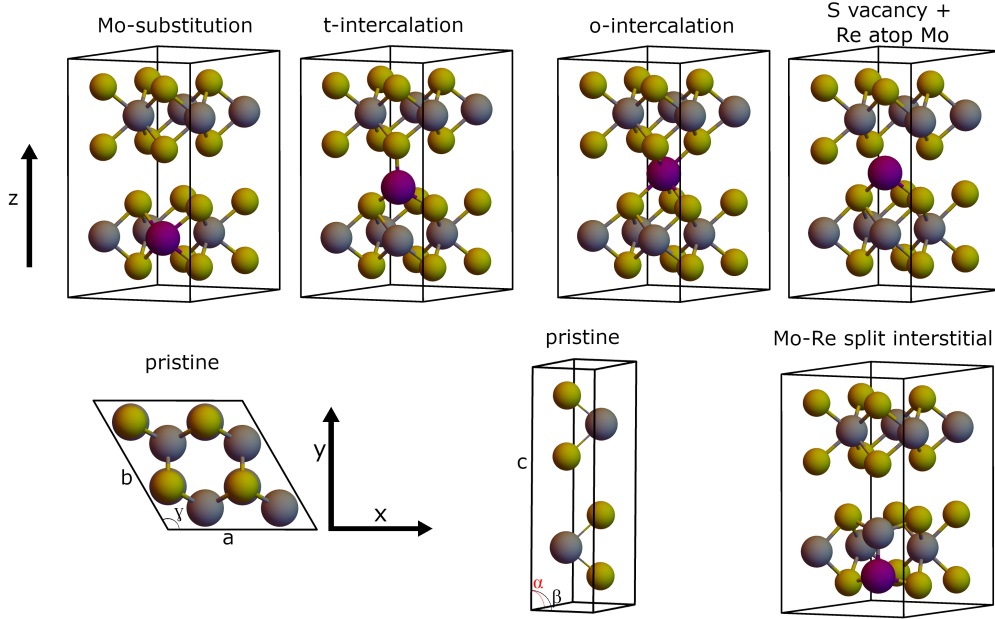 Mo-substitution
t-intercalation
o-intercalation
S vacancy +
Re atop Mo
z
pristine
b
γ
a
y
x
pristine
c
α
β
Mo-Re split interstitial